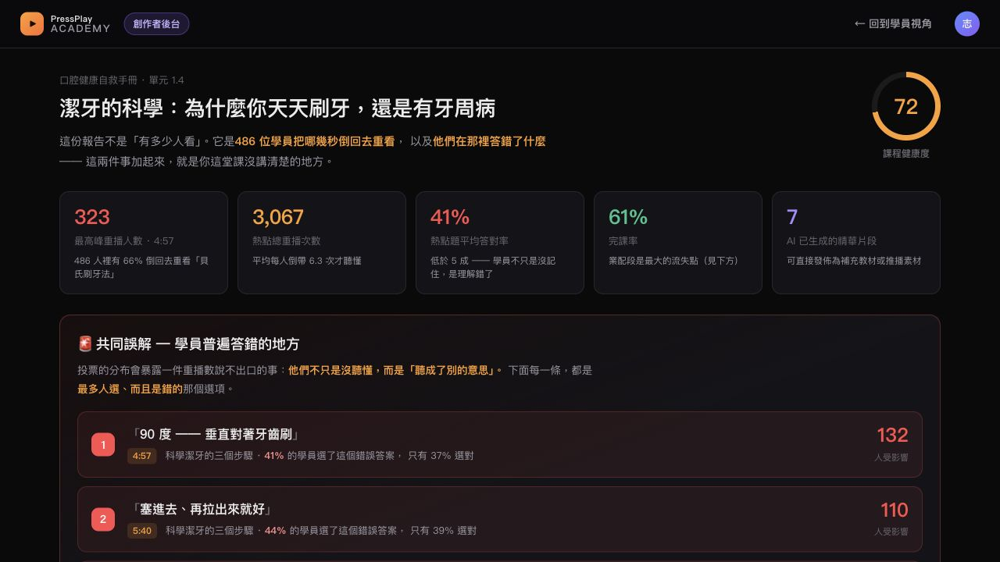 PressPlay
ACADEMY
創作者後台
← 回到學員視角
志
口腔健康自救手冊 · 單元 1.4
潔牙的科學：為什麼你天天刷牙，還是有牙周病
這份報告不是「有多少人看」。它是486 位學員把哪幾秒倒回去重看， 以及他們在那裡答錯了什麼
—— 這兩件事加起來，就是你這堂課沒講清楚的地方。
72
課程健康度
323
最高峰重播人數 · 4:57
486 人裡有 66% 倒回去重看「貝
氏刷牙法」
3,067
熱點總重播次數
平均每人倒帶 6.3 次才聽懂
41%
熱點題平均答對率
低於 5 成 —— 學員不只是沒記
住，是理解錯了
61%
完課率
業配段是最大的流失點（見下方）
7
AI 已生成的精華片段
可直接發佈為補充教材或推播素材
共同誤解 — 學員普遍答錯的地方
投票的分布會暴露一件重播數說不出口的事：他們不只是沒聽懂，而是「聽成了別的意思」。 下面每一條，都是
最多人選、而且是錯的那個選項。
1
「90 度 —— 垂直對著牙齒刷」
4:57 科學潔牙的三個步驟 · 41% 的學員選了這個錯誤答案， 只有 37% 選對
132
人受影響
2
「塞進去、再拉出來就好」
5:40 科學潔牙的三個步驟 · 44% 的學員選了這個錯誤答案， 只有 39% 選對
110
人受影響